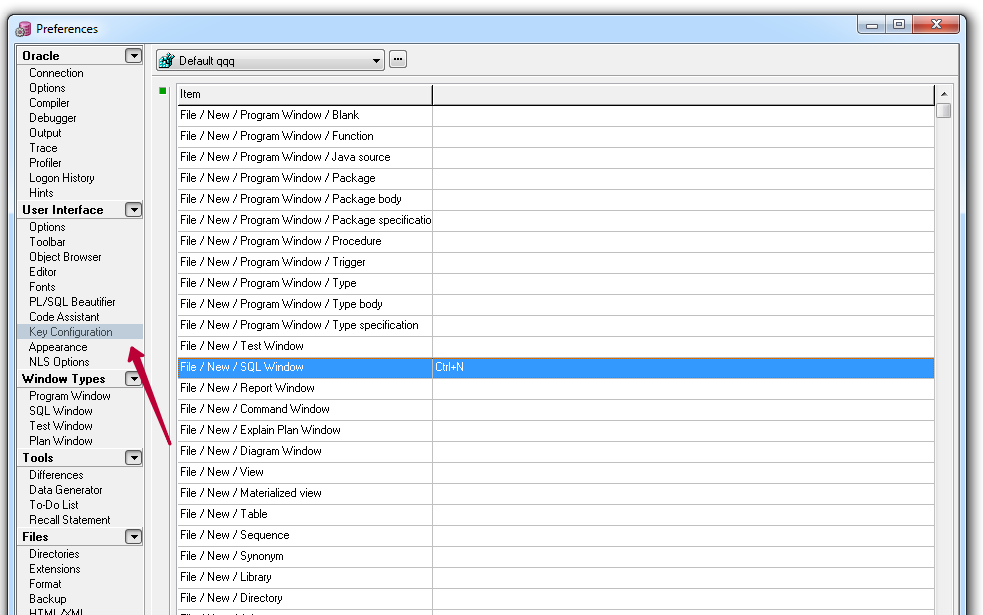 Preferences
Oracle
Connection
Options
Compiler
Debugger
Output
Trace
Profiler
Logon History
Hints
User Interface
Options
Toolbar
Object Browser
Editor
Fonts
PL/SQL Beautifier
Code Assistant
Key Configuration
Appearance
NLS Options
Window Types
Program Window
SQL Window
Test Window
Plan Window
Tools
Differences
Data Generator
To-Do List
Recall Statement
Files
Directories
Extensions
Format
Backup
HTML/XML
Default qqq
Item
File / New / Program Window / Blank
File / New / Program Window / Function
File / New / Program Window / Java source
File / New / Program Window / Package
File / New / Program Window / Package body
File / New / Program Window / Package specificatio
File / New / Program Window / Procedure
File / New / Program Window / Trigger
File / New / Program Window / Type
File / New / Program Window / Type body
File / New / Program Window / Type specification
File / New / Test Window
File / New / SQL Window Ctrl+N
File / New / Report Window
File / New / Command Window
File / New / Explain Plan Window
File / New / Diagram Window
File / New / View
File / New / Materialized view
File / New / Table
File / New / Sequence
File / New / Synonym
File / New / Library
File / New / Directory